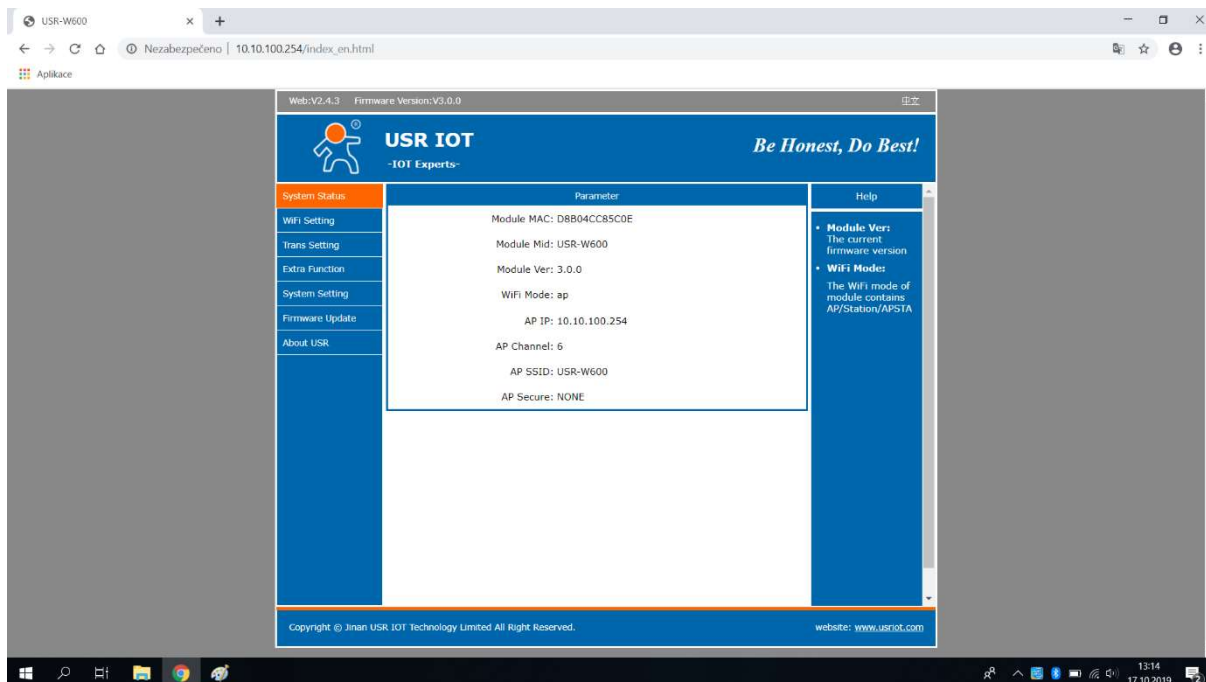 USR-W600
Nezabezpečeno | 10.10.100.254/index_en.html
Aplikace
Web:V2.4.3 Firmware Version:V3.0.0 中文
USR IOT
-IOT Experts-
Be Honest, Do Best!
System Status
WiFi Setting
Trans Setting
Extra Function
System Setting
Firmware Update
About USR
Parameter
Module MAC: D8B04CC85C0E
Module Mid: USR-W600
Module Ver: 3.0.0
WiFi Mode: ap
AP IP: 10.10.100.254
AP Channel: 6
AP SSID: USR-W600
AP Secure: NONE
Help
• Module Ver:
The current
firmware version
• WiFi Mode:
The WiFi mode of
module contains
AP/Station/APSTA
Copyright © Jinan USR IOT Technology Limited All Right Reserved. website: www.usriot.com
13:14
17.10.2019
2